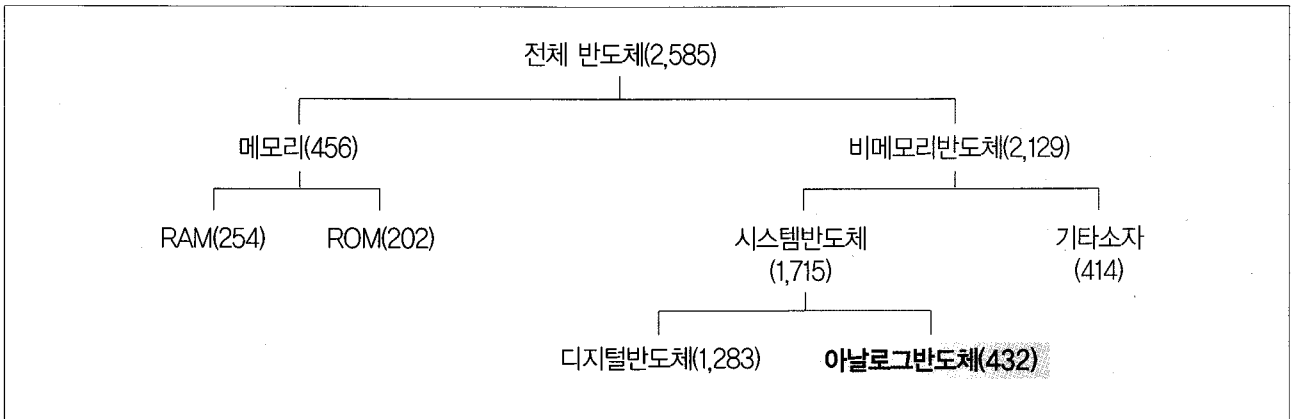 전체 반도체(2,585)
메모리(456)
비메모리반도체(2,129)
RAM(254)
ROM(202)
시스템반도체
(1,715)
기타소자
(414)
디지털반도체(1,283)
아날로그반도체(432)